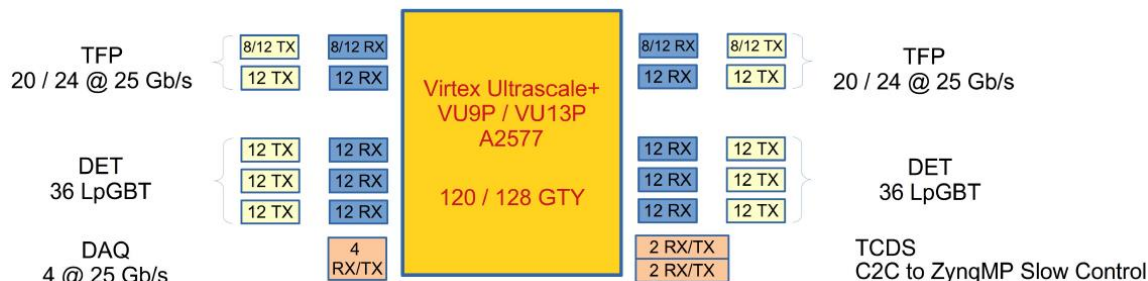 TFP
20 / 24 @ 25 Gb/s
8/12 TX
8/12 RX
12 TX
12 RX
DET
36 LpGBT
12 TX
12 RX
12 TX
12 RX
12 TX
12 RX
DAQ
4 @ 25 Gb/s
4
RX/TX
Virtex Ultrascale+
VU9P / VU13P
A2577
120 / 128 GTY
8/12 RX
8/12 TX
12 RX
12 TX
TFP
20 / 24 @ 25 Gb/s
12 RX
12 TX
12 RX
12 TX
12 RX
12 TX
DET
36 LpGBT
2 RX/TX
2 RX/TX
TCDS
C2C to ZynqMP Slow Control